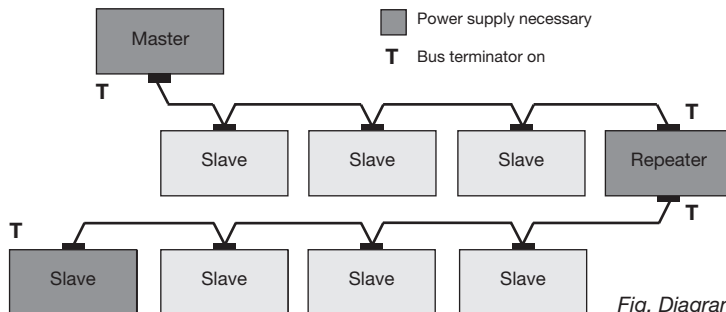 Master
Power supply necessary
T Bus terminator on
T
T
Slave Slave Slave Repeater
T
T
Slave Slave Slave Slave
Fig. Diagram